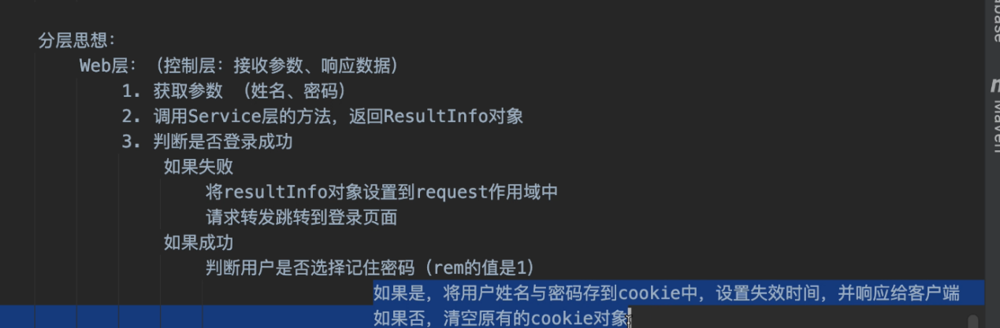 分层思想：
Web层：（控制层：接收参数、响应数据）
1. 获取参数 （姓名、密码）
2. 调用Service层的方法，返回ResultInfo对象
3. 判断是否登录成功
如果失败
将resultInfo对象设置到request作用域中
请求转发跳转到登录页面
如果成功
判断用户是否选择记住密码（rem的值是1）
如果是，将用户姓名与密码存到cookie中，设置失效时间，并响应给客户端
如果否，清空原有的cookie对象
Maven